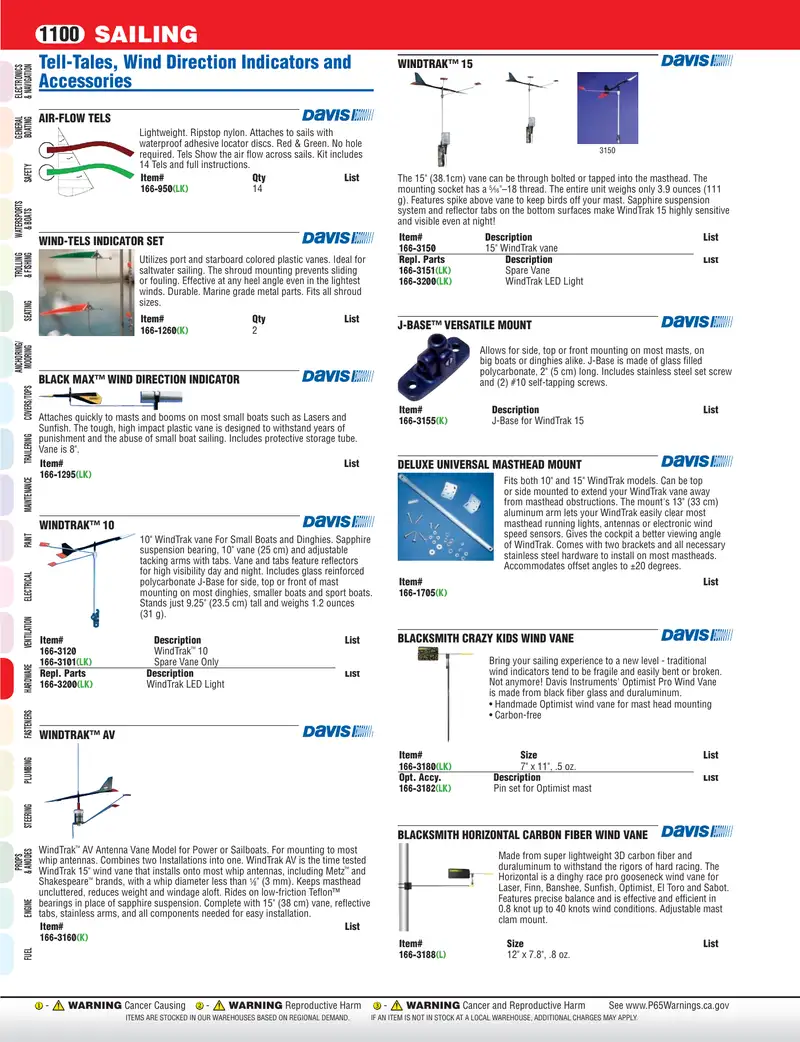 1100 SAILING
Tell-Tales, Wind Direction Indicators and
Accessories
ELECTRONICS
& NAVIGATION
GENERAL
BOATING
SAFETY
WATERSPORTS
& BOATS
TROLLING
& FISHING
SEATING
ANCHORING/
MOORING
COVERS/TOPS
TRAILERING
MAINTENANCE
PAINT
ELECTRICAL
VENTILATION
HARDWARE
FASTENERS
PLUMBING
STEERING
PROPS
& ANODES
ENGINE
FUEL
AIR-FLOW TELS
DAVIS
Lightweight. Ripstop nylon. Attaches to sails with
waterproof adhesive locator discs. Red & Green. No hole
required. Tels Show the air flow across sails. Kit includes
14 Tels and full instructions.
Item# Qty List
166-950(LK) 14
WIND-TELS INDICATOR SET
DAVIS
Utilizes port and starboard colored plastic vanes. Ideal for
saltwater sailing. The shroud mounting prevents sliding
or fouling. Effective at any heel angle even in the lightest
winds. Durable. Marine grade metal parts. Fits all shroud
sizes.
Item# Qty List
166-1260(K) 2
BLACK MAX™ WIND DIRECTION INDICATOR
DAVIS
Attaches quickly to masts and booms on most small boats such as Lasers and
Sunfish. The tough, high impact plastic vane is designed to withstand years of
punishment and the abuse of small boat sailing. Includes protective storage tube.
Vane is 8".
Item# List
166-1295(LK)
WINDTRAK™ 10
DAVIS
10" WindTrak vane For Small Boats and Dinghies. Sapphire
suspension bearing, 10" vane (25 cm) and adjustable
tacking arms with tabs. Vane and tabs feature reflectors
for high visibility day and night. Includes glass reinforced
polycarbonate J-Base for side, top or front of mast
mounting on most dinghies, smaller boats and sport boats.
Stands just 9.25" (23.5 cm) tall and weighs 1.2 ounces
(31 g).
Item# Description List
166-3120 WindTrak™ 10
166-3101(LK) Spare Vane Only
Repl. Parts Description List
166-3200(LK) WindTrak LED Light
WINDTRAK™ AV
DAVIS
WindTrak™ AV Antenna Vane Model for Power or Sailboats. For mounting to most
whip antennas. Combines two Installations into one. WindTrak AV is the time tested
WindTrak 15" wind vane that installs onto most whip antennas, including Metz™ and
Shakespeare™ brands, with a whip diameter less than ½" (3 mm). Keeps masthead
uncluttered, reduces weight and windage aloft. Rides on low-friction Teflon™
bearings in place of sapphire suspension. Complete with 15" (38 cm) vane, reflective
tabs, stainless arms, and all components needed for easy installation.
Item# List
166-3160(K)
WINDTRAK™ 15
DAVIS
3150
The 15" (38.1cm) vane can be through bolted or tapped into the masthead. The
mounting socket has a 5⁄16"–18 thread. The entire unit weighs only 3.9 ounces (111
g). Features spike above vane to keep birds off your mast. Sapphire suspension
system and reflector tabs on the bottom surfaces make WindTrak 15 highly sensitive
and visible even at night!
Item# Description List
166-3150 15" WindTrak vane
Repl. Parts Description List
166-3151(LK) Spare Vane
166-3200(LK) WindTrak LED Light
J-BASE™ VERSATILE MOUNT
DAVIS
Allows for side, top or front mounting on most masts, on
big boats or dinghies alike. J-Base is made of glass filled
polycarbonate, 2" (5 cm) long. Includes stainless steel set screw
and (2) #10 self-tapping screws.
Item# Description List
166-3155(K) J-Base for WindTrak 15
DELUXE UNIVERSAL MASTHEAD MOUNT
DAVIS
Fits both 10" and 15" WindTrak models. Can be top
or side mounted to extend your WindTrak vane away
from masthead obstructions. The mount's 13" (33 cm)
aluminum arm lets your WindTrak easily clear most
masthead running lights, antennas or electronic wind
speed sensors. Gives the cockpit a better viewing angle
of WindTrak. Comes with two brackets and all necessary
stainless steel hardware to install on most mastheads.
Accommodates offset angles to ±20 degrees.
Item# List
166-1705(K)
BLACKSMITH CRAZY KIDS WIND VANE
DAVIS
Bring your sailing experience to a new level - traditional
wind indicators tend to be fragile and easily bent or broken.
Not anymore! Davis Instruments' Optimist Pro Wind Vane
is made from black fiber glass and duraluminum.
• Handmade Optimist wind vane for mast head mounting
• Carbon-free
Item# Size List
166-3180(LK) 7" x 11", .5 oz.
Opt. Accy. Description List
166-3182(LK) Pin set for Optimist mast
BLACKSMITH HORIZONTAL CARBON FIBER WIND VANE
DAVIS
Made from super lightweight 3D carbon fiber and
duraluminum to withstand the rigors of hard racing. The
Horizontal is a dinghy race pro gooseneck wind vane for
Laser, Finn, Banshee, Sunfish, Optimist, El Toro and Sabot.
Features precise balance and is effective and efficient in
0.8 knot up to 40 knots wind conditions. Adjustable mast
clam mount.
Item# Size List
166-3188(L) 12" x 7.8", .8 oz.
1 - WARNING Cancer Causing 2 - WARNING Reproductive Harm 3 - WARNING Cancer and Reproductive Harm See www.P65Warnings.ca.gov
ITEMS ARE STOCKED IN OUR WAREHOUSES BASED ON REGIONAL DEMAND. IF AN ITEM IS NOT IN STOCK AT A LOCAL WAREHOUSE, ADDITIONAL CHARGES MAY APPLY.